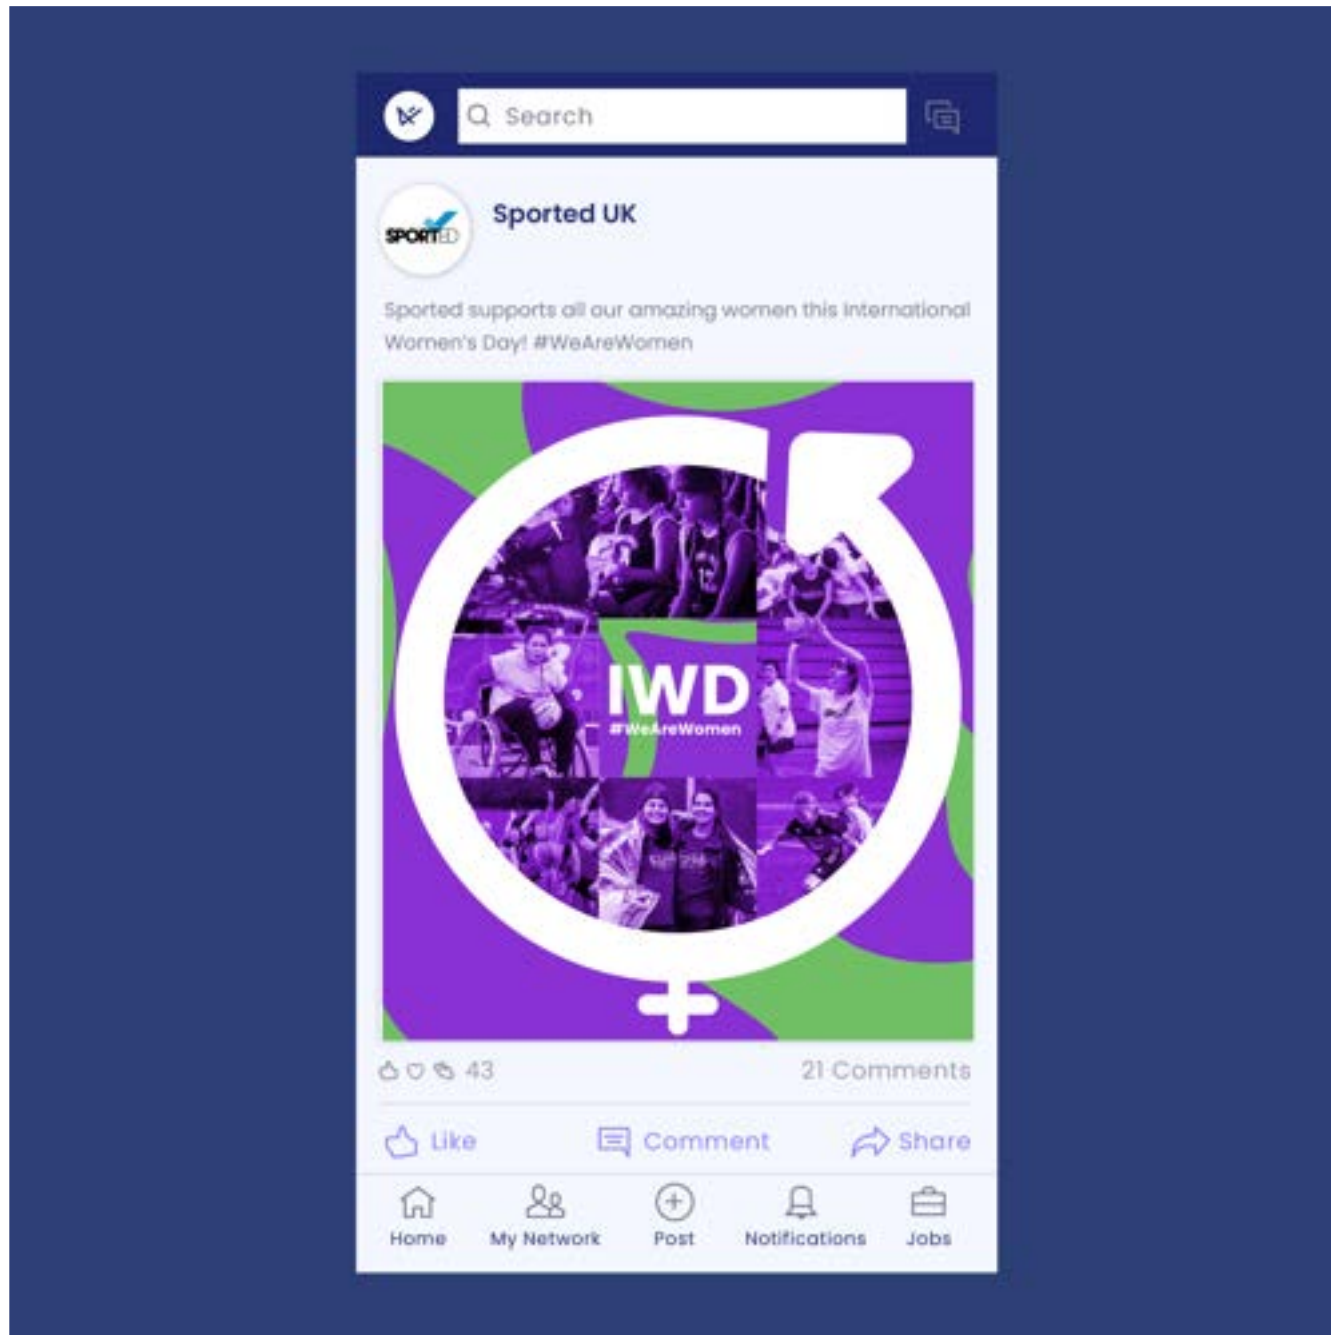 Search
SPORTED
Sported UK
Sported supports all our amazing women this International
Women's Day! #WeAreWomen
12
IWD
#WeAreWomen
43
21 Comments
Like
Comment
Share
Home
My Network
Post
Notifications
Jobs